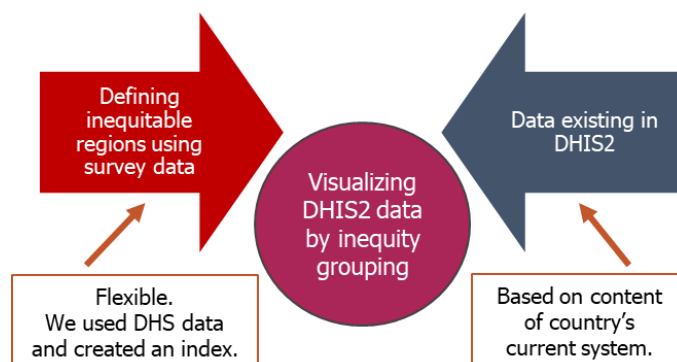 Defining
inequitable
regions using
survey data
Visualizing
DHIS2 data
by inequity
grouping
Data existing in
DHIS2
Flexible.
We used DHS data
and created an index.
Based on content
of country's
current system.